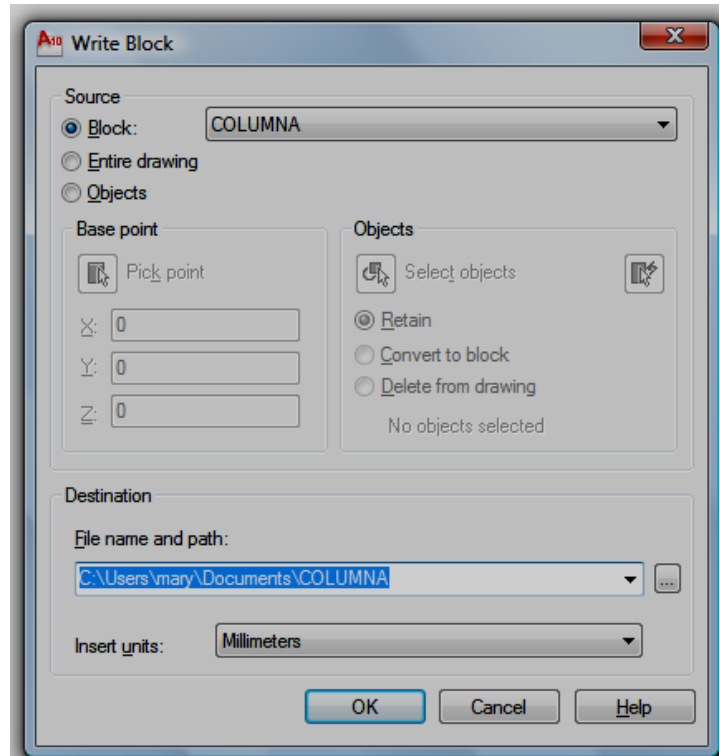 A10 Write Block
X
Source
Block: COLUMNA
Entire drawing
Objects
Base point
Pick point
X: 0
Y: 0
Z: 0
Objects
Select objects
Retain
Convert to block
Delete from drawing
No objects selected
Destination
File name and path:
C:\Users\mary\Documents\COLUMNA
...
Insert units: Millimeters
OK Cancel Help